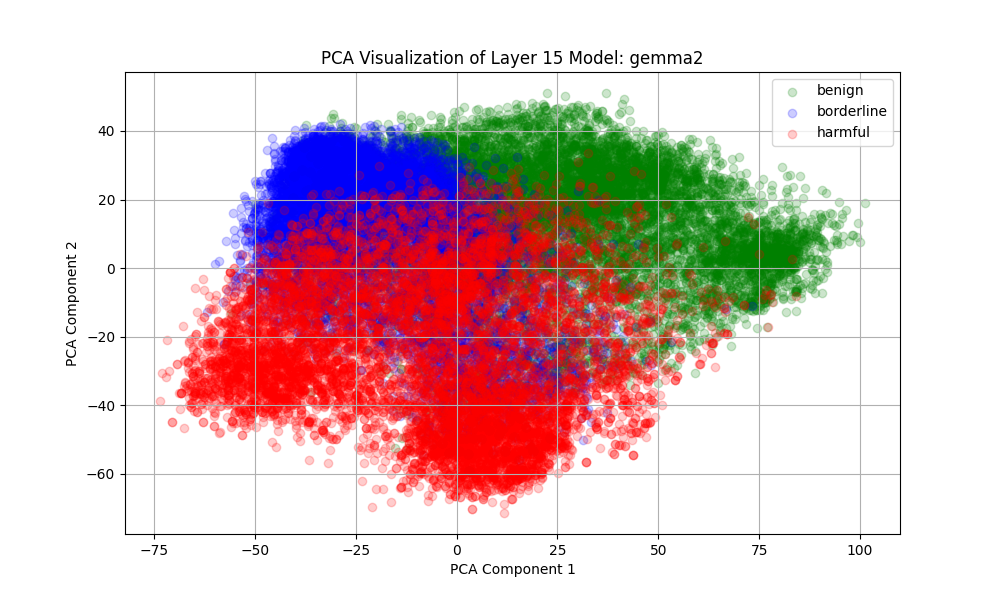 PCA Visualization of Layer 15 Model: gemma2
benign
borderline
harmful
PCA Component 2
40
20
0
−20
−40
−60
−75
−50
−25
0
25
50
75
100
PCA Component 1